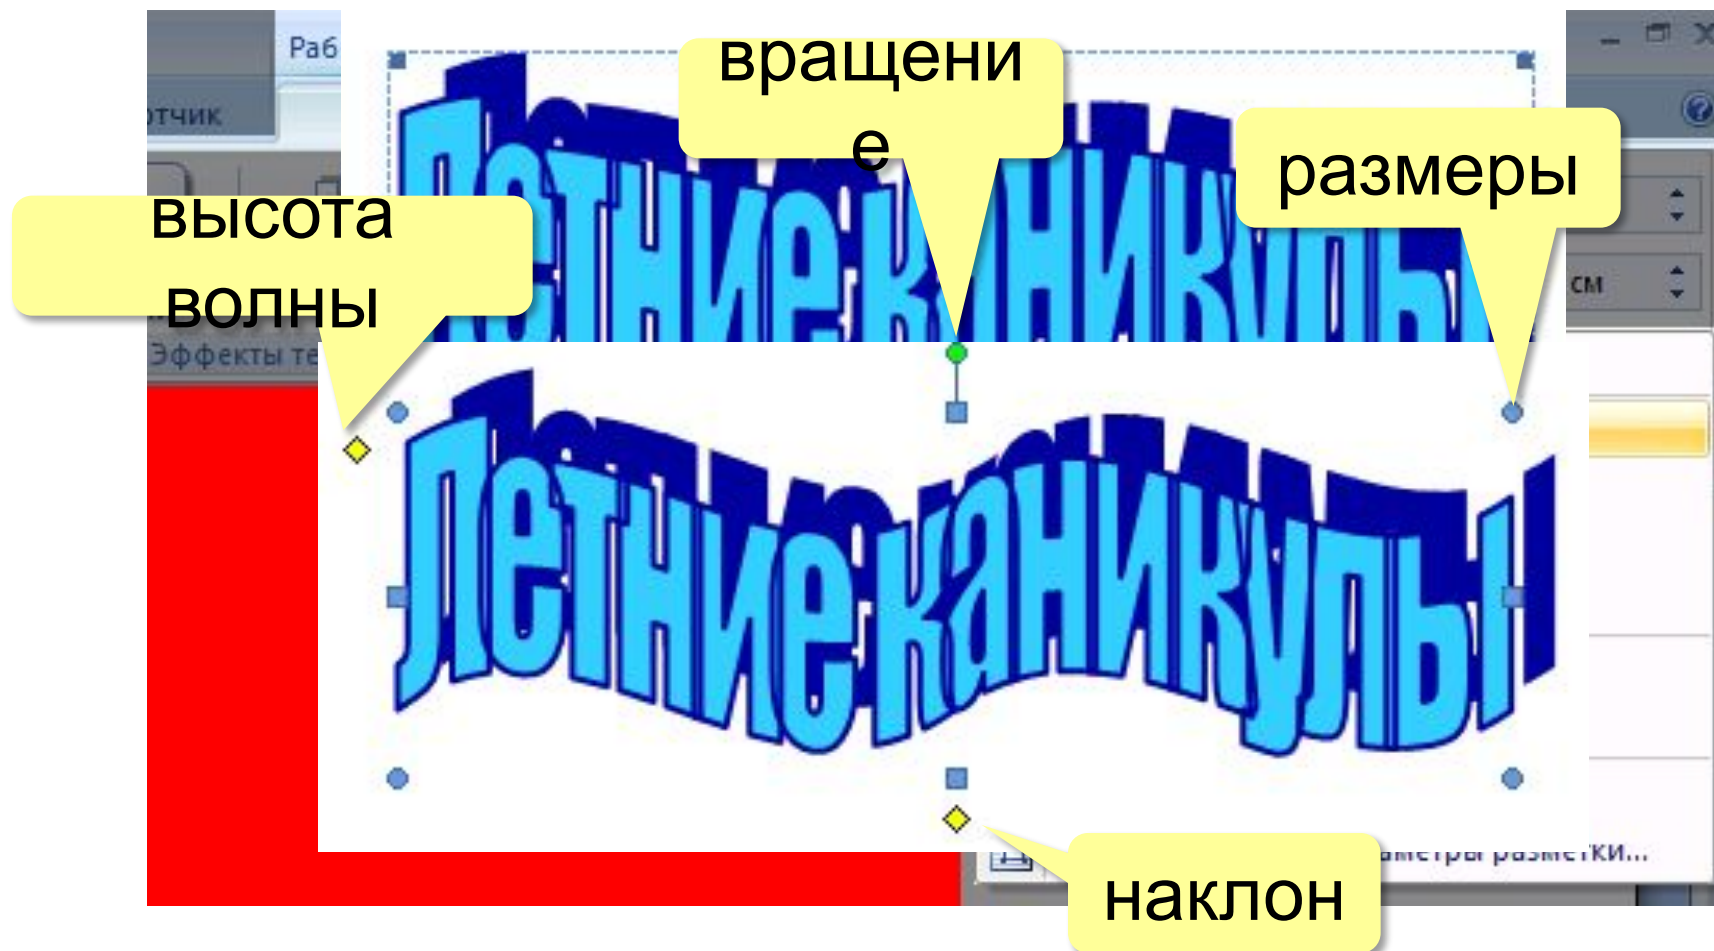 Раб
вращени
е
отчик
размеры
высота
волны
см
Эффекты те
Летние каникулы
Летние каникулы
аметры разметки...
наклон